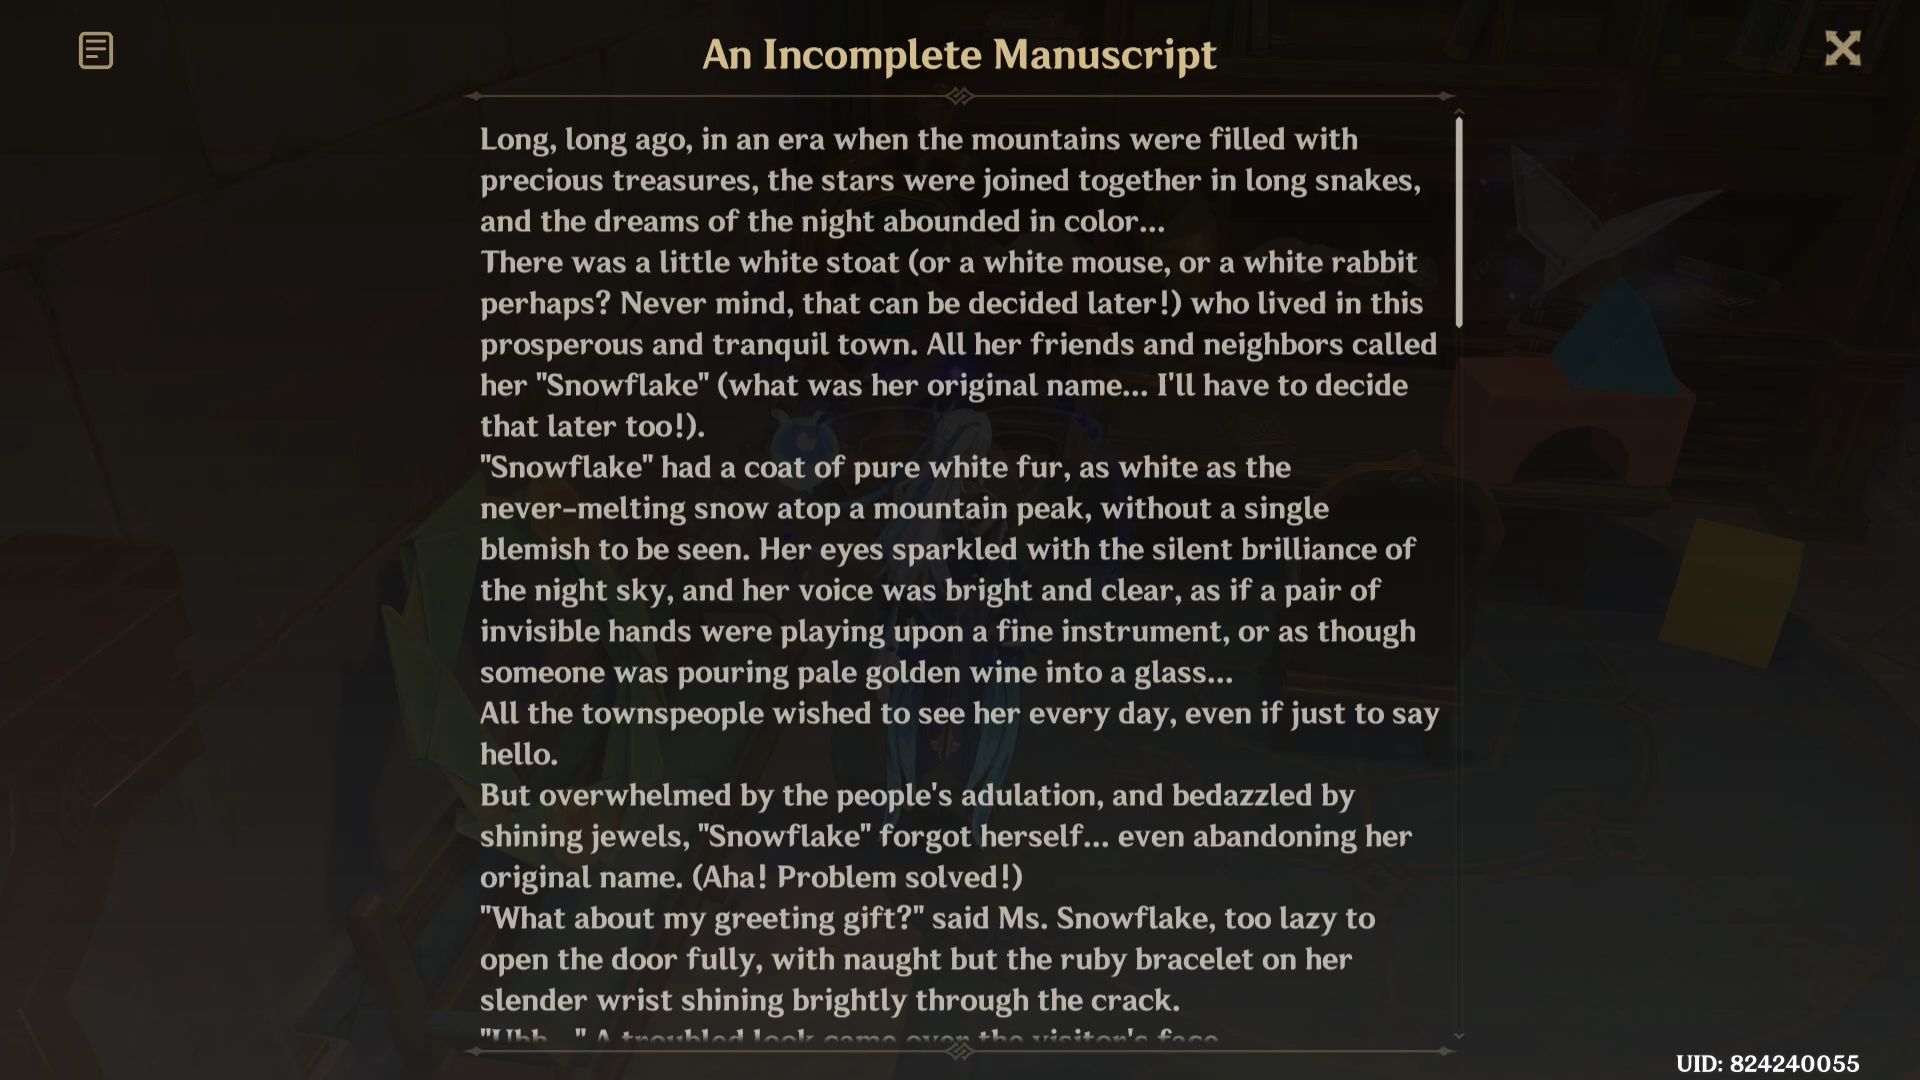 An Incomplete Manuscript
Long, long ago, in an era when the mountains were filled with
precious treasures, the stars were joined together in long snakes,
and the dreams of the night abounded in color...
There was a little white stoat (or a white mouse, or a white rabbit
perhaps? Never mind, that can be decided later!) who lived in this
prosperous and tranquil town. All her friends and neighbors called
her "Snowflake" (what was her original name... I'll have to decide
that later too!).
"Snowflake" had a coat of pure white fur, as white as the
never-melting snow atop a mountain peak, without a single
blemish to be seen. Her eyes sparkled with the silent brilliance of
the night sky, and her voice was bright and clear, as if a pair of
invisible hands were playing upon a fine instrument, or as though
someone was pouring pale golden wine into a glass...
All the townspeople wished to see her every day, even if just to say
hello.
But overwhelmed by the people's adulation, and bedazzled by
shining jewels, "Snowflake" forgot herself... even abandoning her
original name. (Aha! Problem solved!)
"What about my greeting gift?" said Ms. Snowflake, too lazy to
open the door fully, with naught but the ruby bracelet on her
slender wrist shining brightly through the crack.
"Uhh..." A troubled look came over the visitor's face.
UID: 824240055